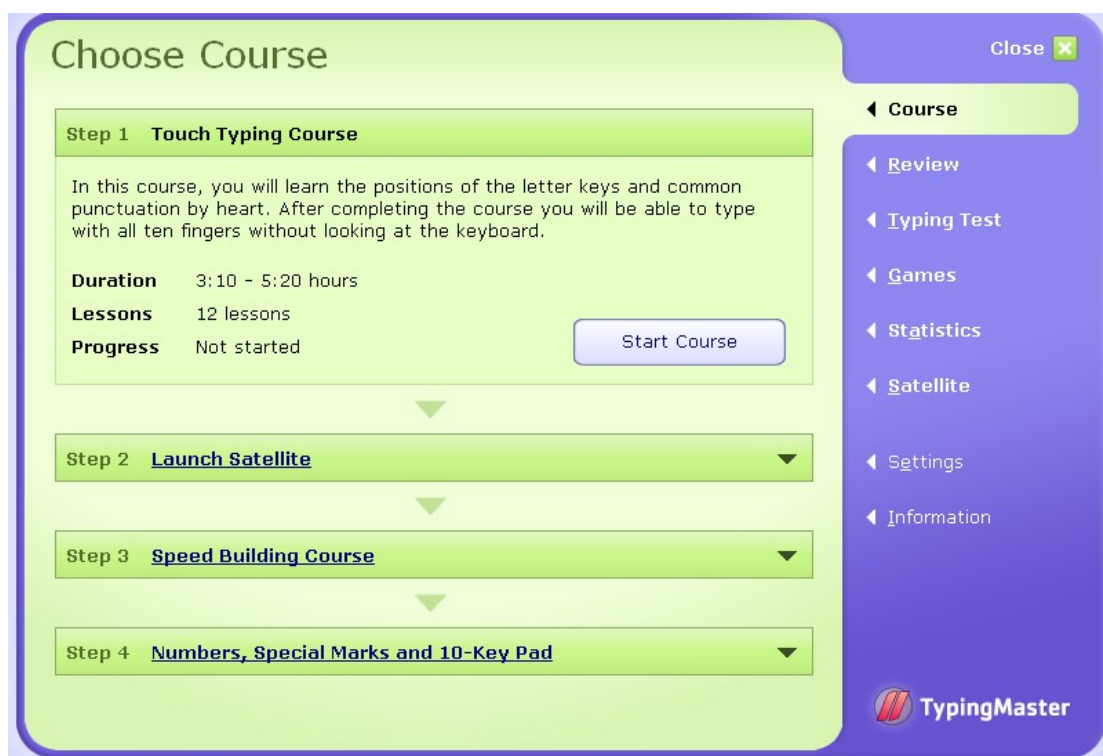 Choose Course
Close
Step 1 Touch Typing Course
In this course, you will learn the positions of the letter keys and common
punctuation by heart. After completing the course you will be able to type
with all ten fingers without looking at the keyboard.
Duration 3:10 - 5:20 hours
Lessons 12 lessons
Progress Not started
Start Course
Step 2 Launch Satellite
Step 3 Speed Building Course
Step 4 Numbers, Special Marks and 10-Key Pad
Course
Review
Typing Test
Games
Statistics
Satellite
Settings
Information
TypingMaster